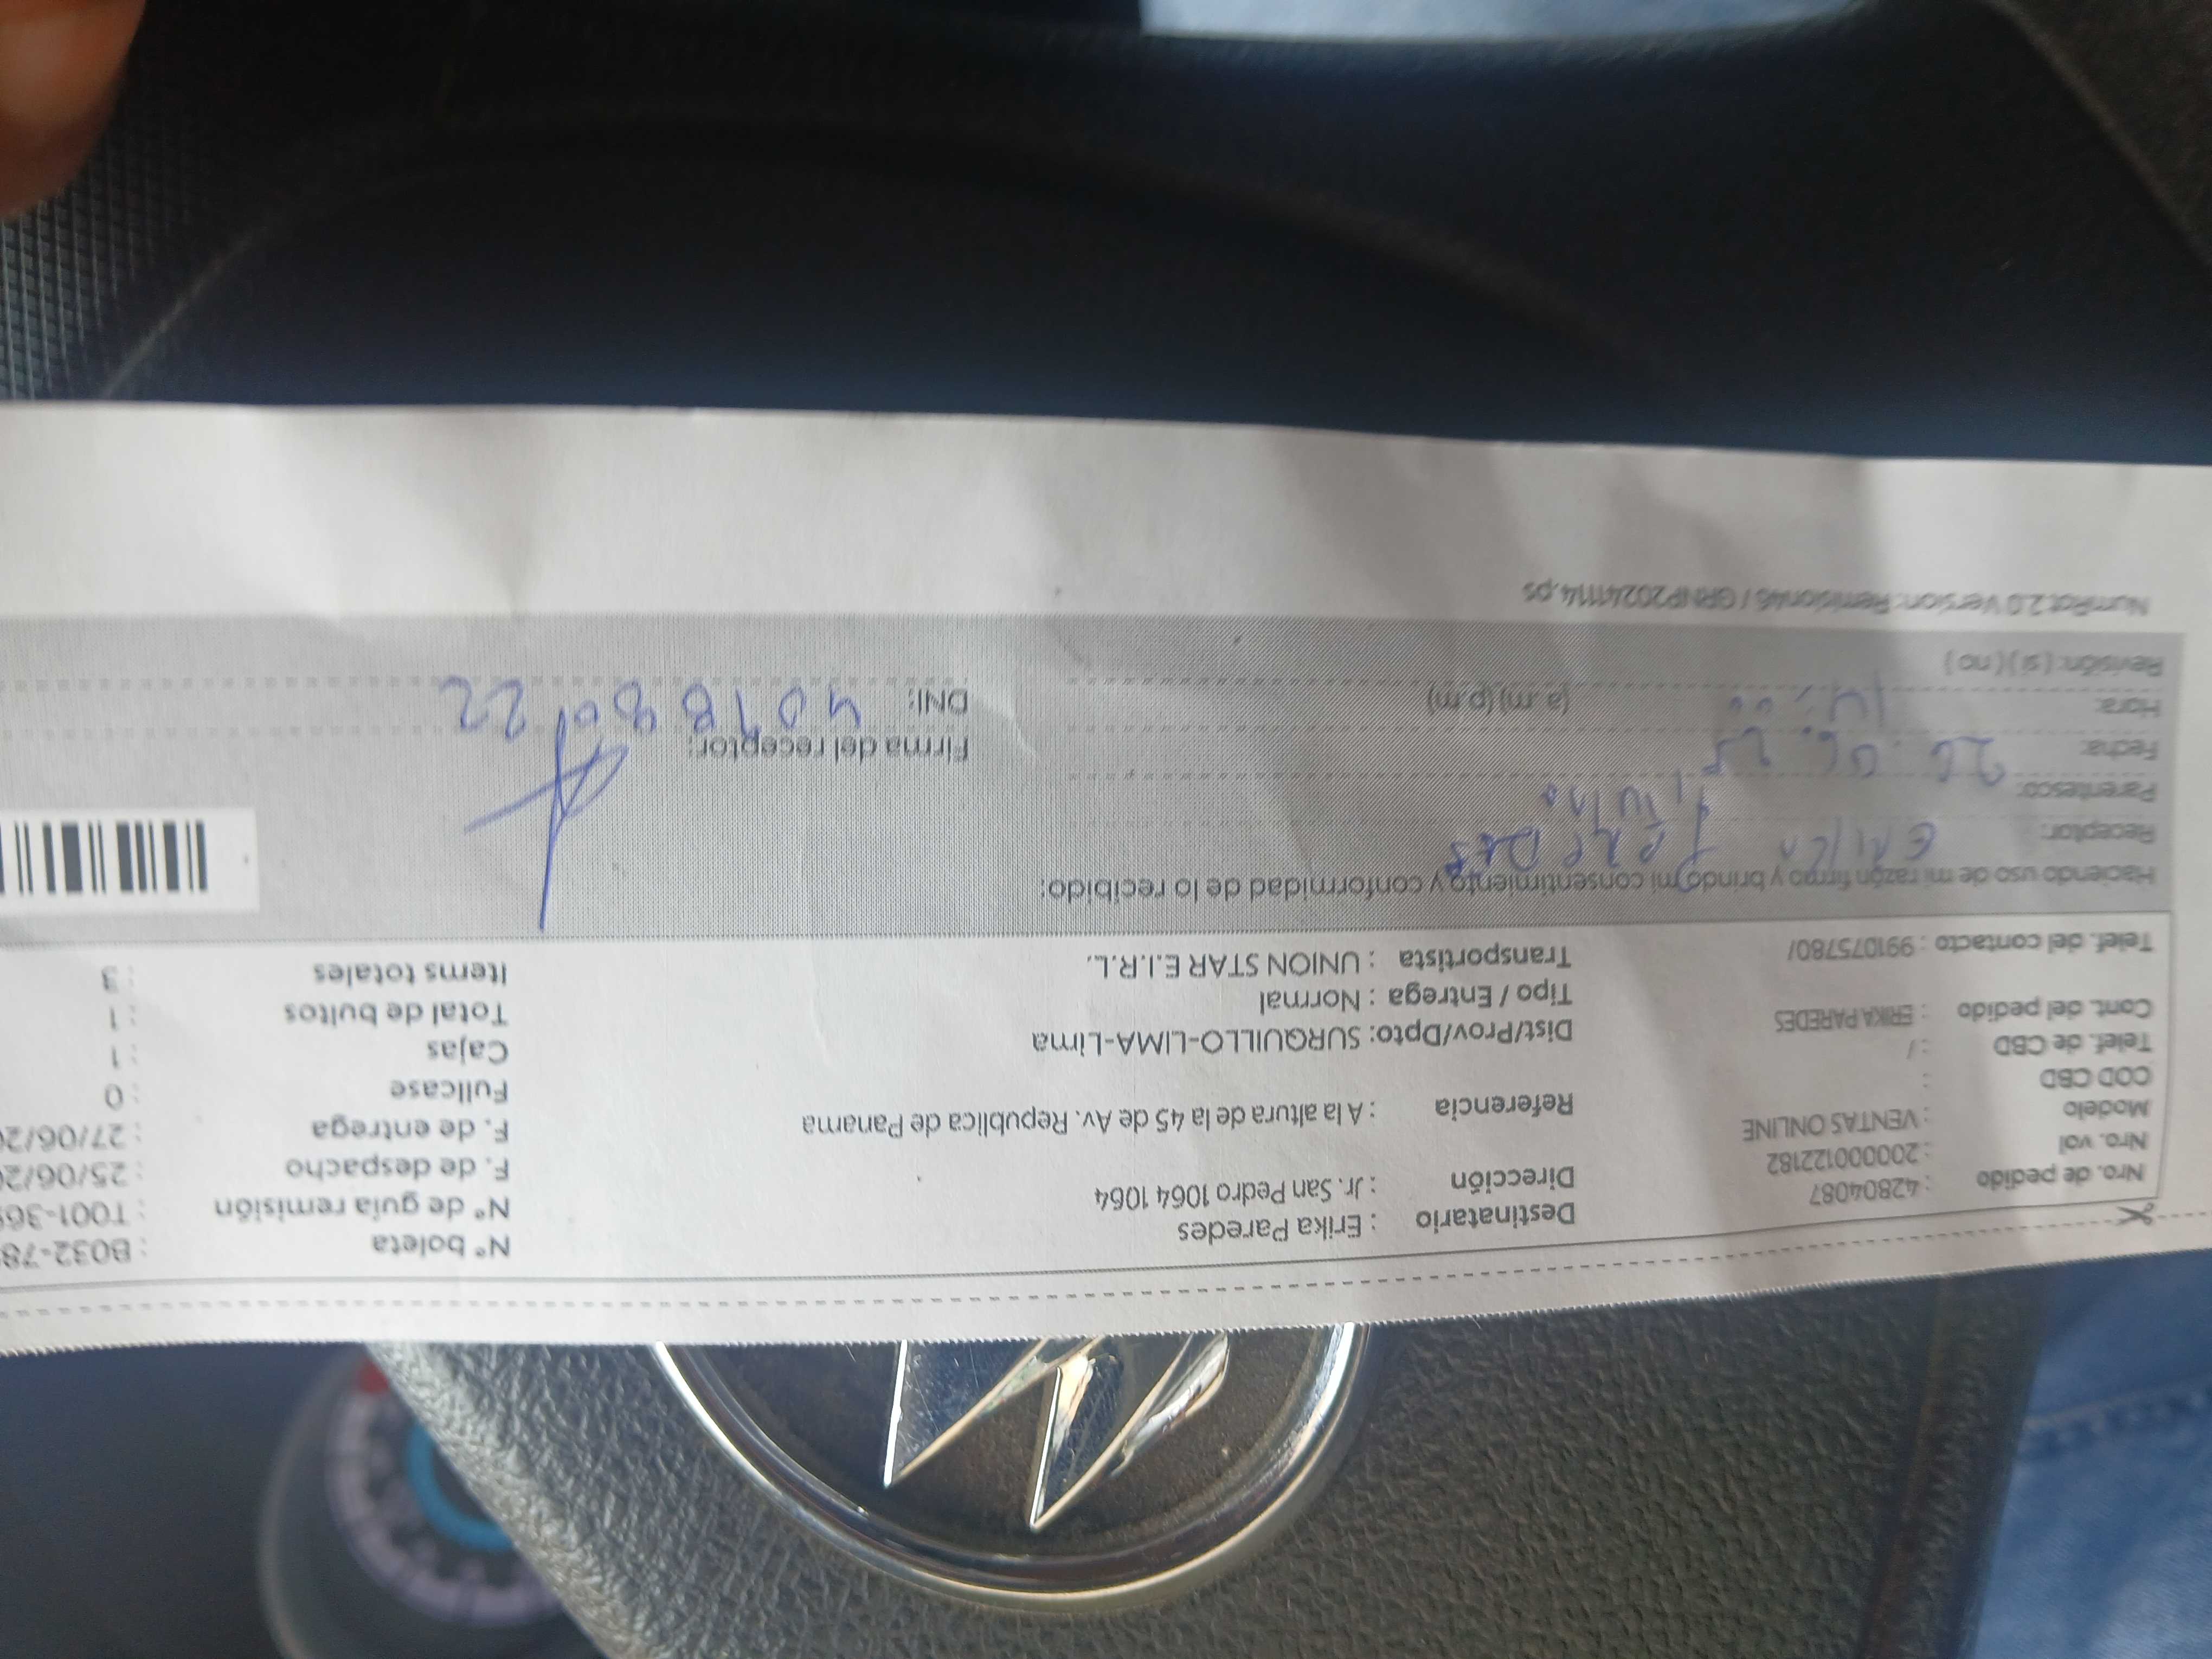 Nro. de pedido : 42804087
Nro. vol : 20000122182
Modelo : VENTAS ONLINE
COD CBD :
Telef. de CBD : /
Cont. del pedido : ERIKA PAREDES
Telef. del contacto : 991075780/
Destinatario : Erika Paredes
Dirección : Jr. San Pedro 1064 1064
Referencia : A la altura de la 45 de Av. Republica de Panama
Dist/Prov/Dpto: SURQUILLO-LIMA-Lima
Tipo / Entrega : Normal
Transportista : UNION STAR E.I.R.L.
N° boleta : B032-78
N° de guía remisión : T001-36
F. de despacho : 25/06/2
F. de entrega : 27/06/2
Fullcase : 0
Cajas : 1
Total de bultos : 1
Items totales : 3
Haciendo uso de mi razón firmo y brindo mi consentimiento y conformidad de lo recibido:
Receptor: ERIKA PAREDES
Parentesco: Titular
Fecha: 26.06.25
Hora: 14:00 (a.m) (p.m)
Revisión: (si) (no)
Firma del receptor:
DNI:
NumRot 2.0 Version: Remision46 / GRNP20241114.ps